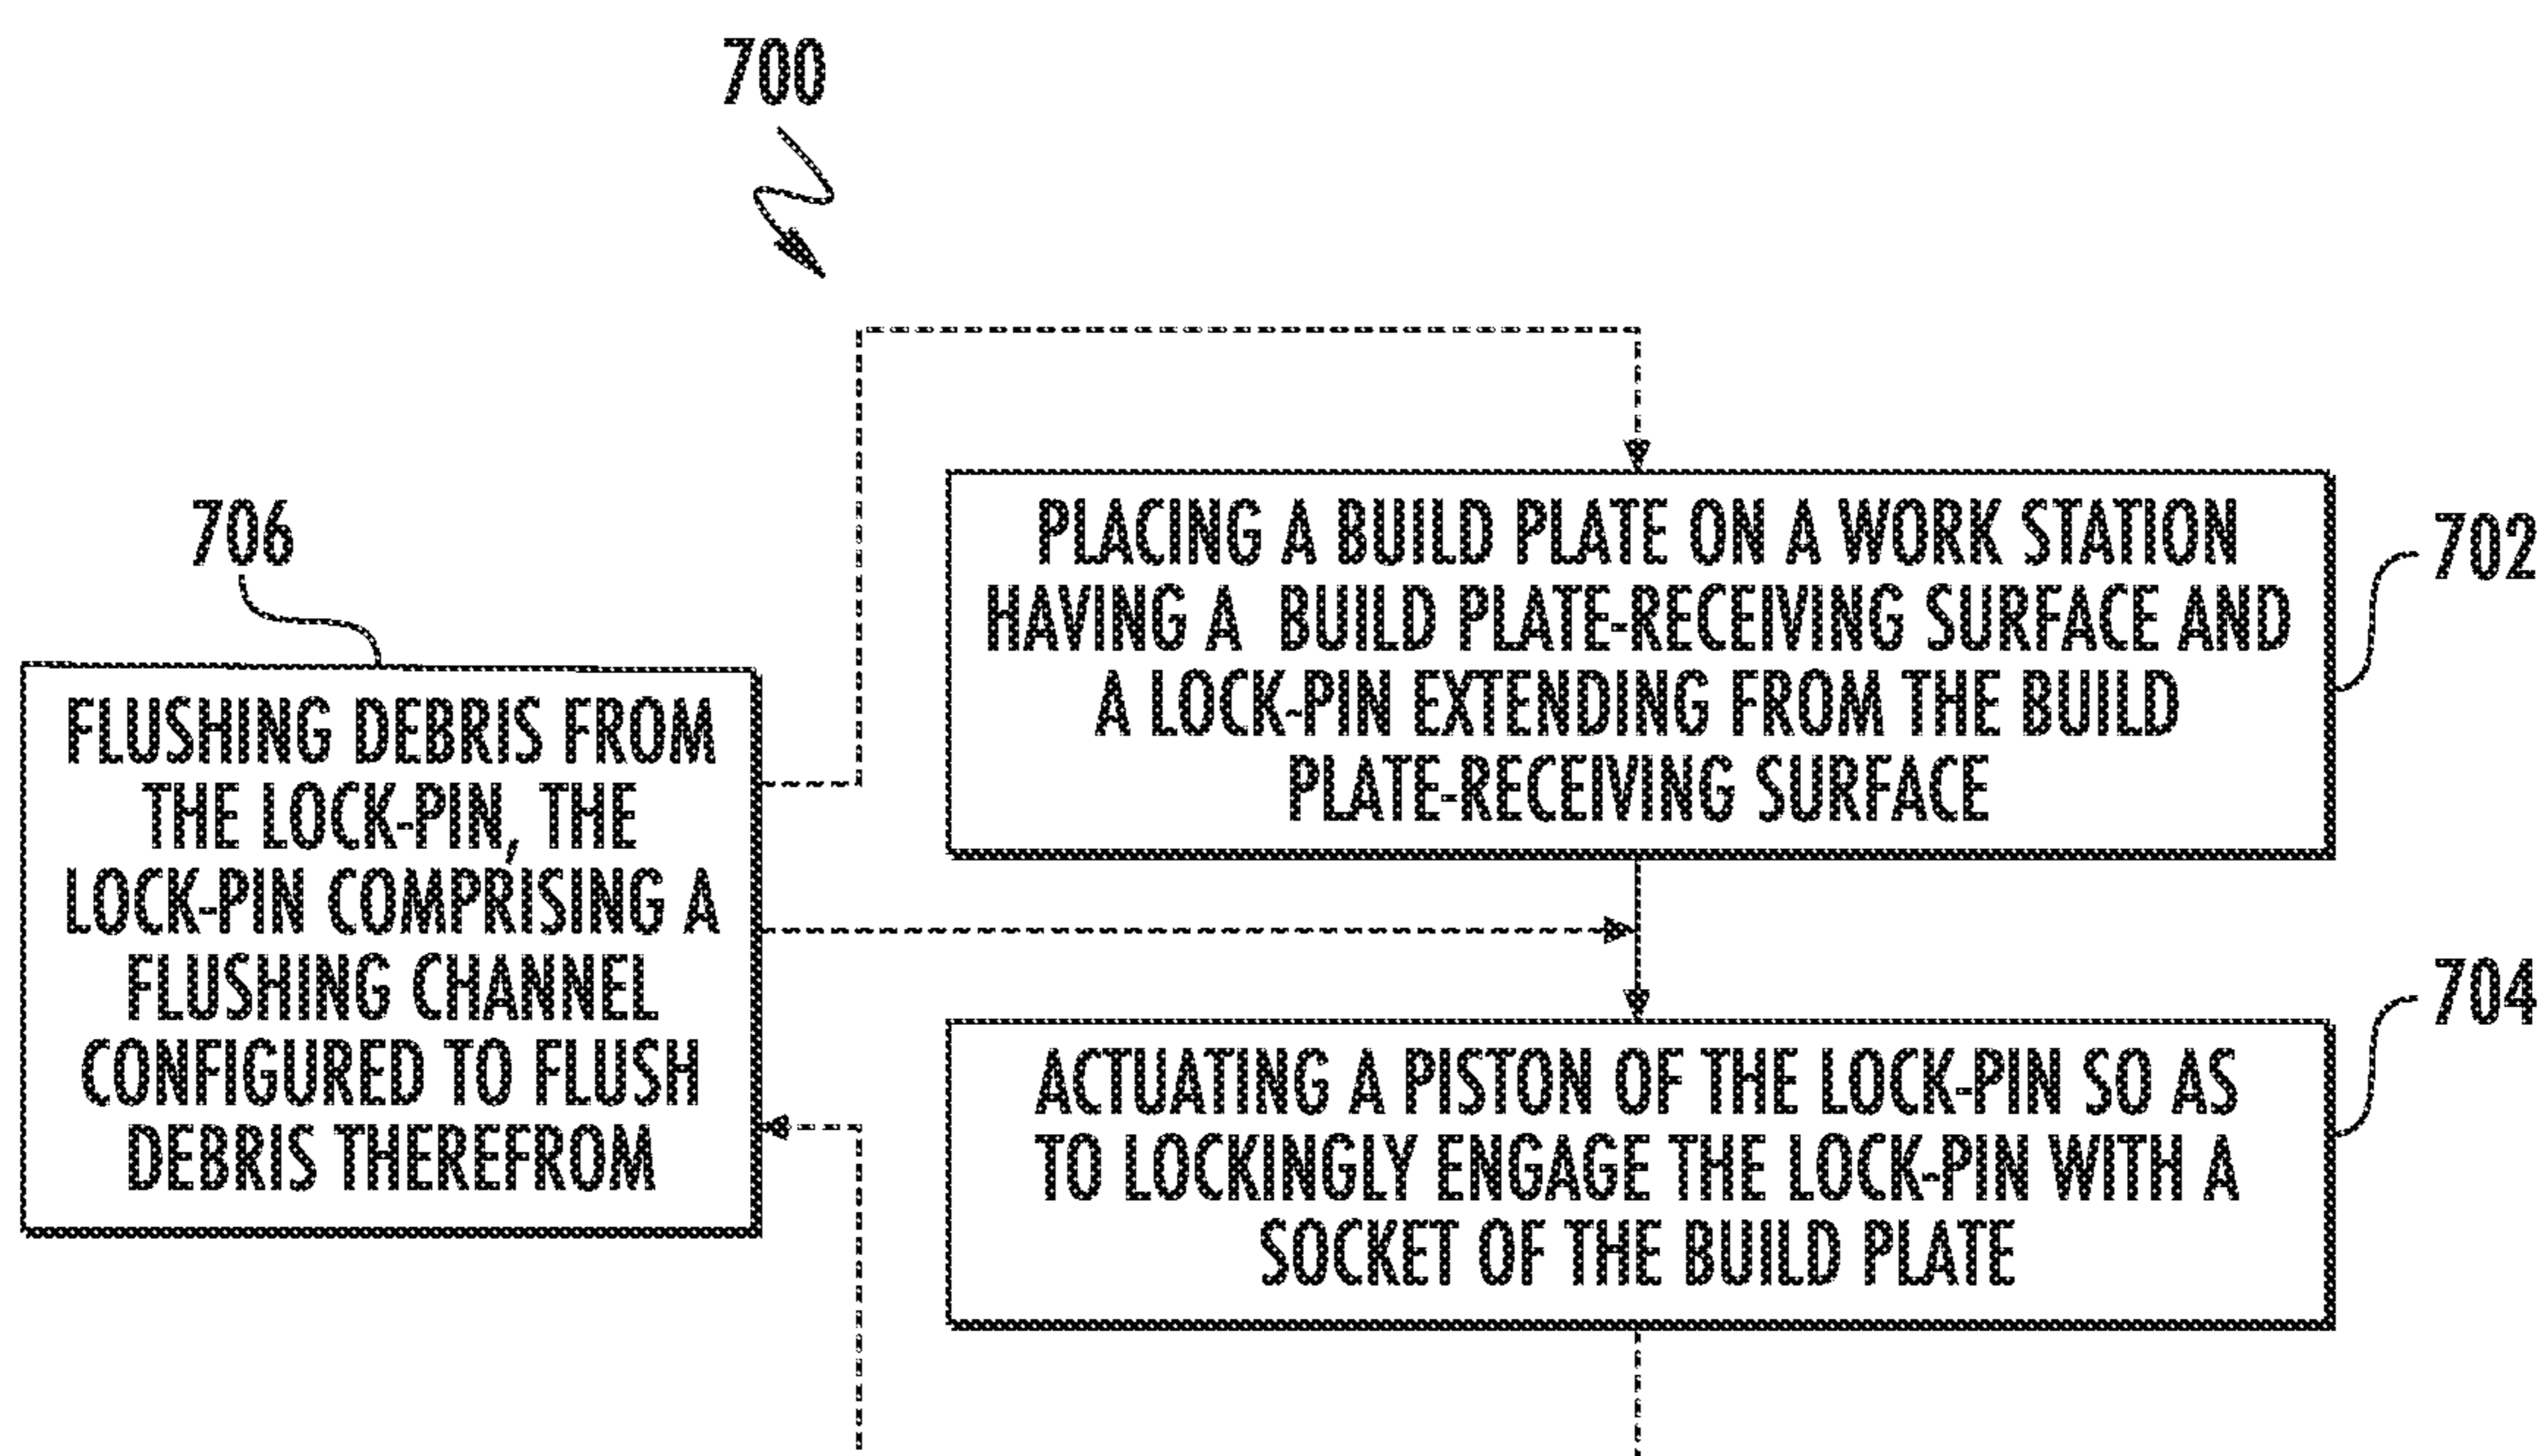 700
PLACING A BUILD PLATE ON A WORK STATION
HAVING A BUILD PLATE-RECEIVING SURFACE AND
A LOCK-PIN EXTENDING FROM THE BUILD
PLATE-RECEIVING SURFACE
702
706
FLUSHING DEBRIS FROM
THE LOCK-PIN, THE
LOCK-PIN COMPRISING A
FLUSHING CHANNEL
CONFIGURED TO FLUSH
DEBRIS THEREFROM
ACTUATING A PISTON OF THE LOCK-PIN SO AS
TO LOCKINGLY ENGAGE THE LOCK-PIN WITH A
SOCKET OF THE BUILD PLATE
704